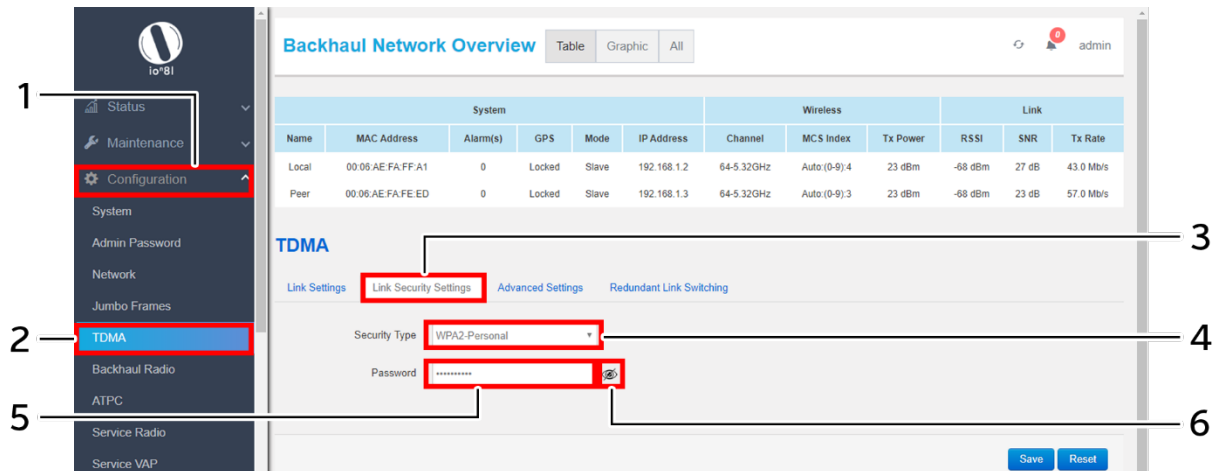 ioⁿ8l
Status
Maintenance
Configuration
System
Admin Password
Network
Jumbo Frames
TDMA
Backhaul Radio
ATPC
Service Radio
Service VAP
Backhaul Network Overview Table Graphic All 0 admin
System Wireless Link
Name MAC Address Alarm(s) GPS Mode IP Address Channel MCS Index Tx Power RSSI SNR Tx Rate
Local 00:06:AE:FA:FF:A1 0 Locked Slave 192.168.1.2 64-5.32GHz Auto:(0-9):4 23 dBm -68 dBm 27 dB 43.0 Mb/s
Peer 00:06:AE:FA:FE:ED 0 Locked Slave 192.168.1.3 64-5.32GHz Auto:(0-9):3 23 dBm -68 dBm 23 dB 57.0 Mb/s
TDMA
Link Settings Link Security Settings Advanced Settings Redundant Link Switching
Security Type WPA2-Personal
Password ••••••••••
Save Reset
1
2
3
4
5
6